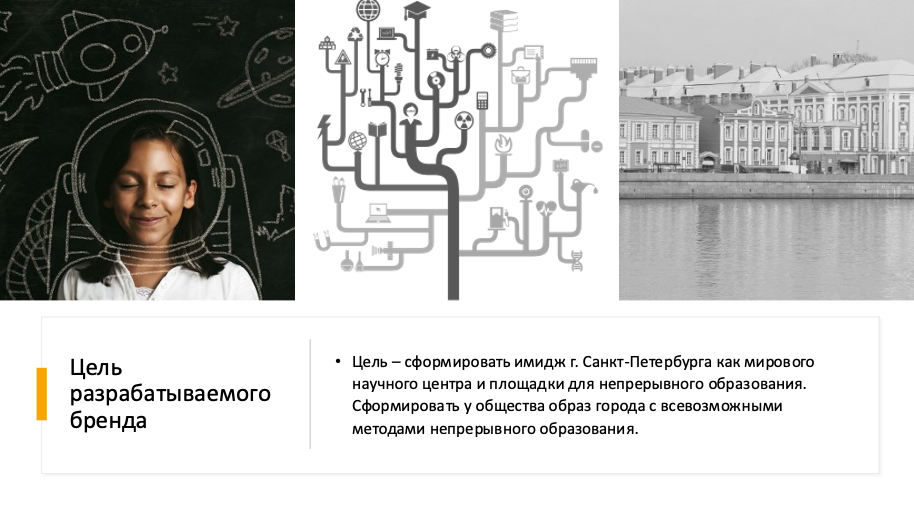 Цель
разрабатываемого
бренда
• Цель – сформировать имидж г. Санкт-Петербурга как мирового
научного центра и площадки для непрерывного образования.
Сформировать у общества образ города с всевозможными
методами непрерывного образования.